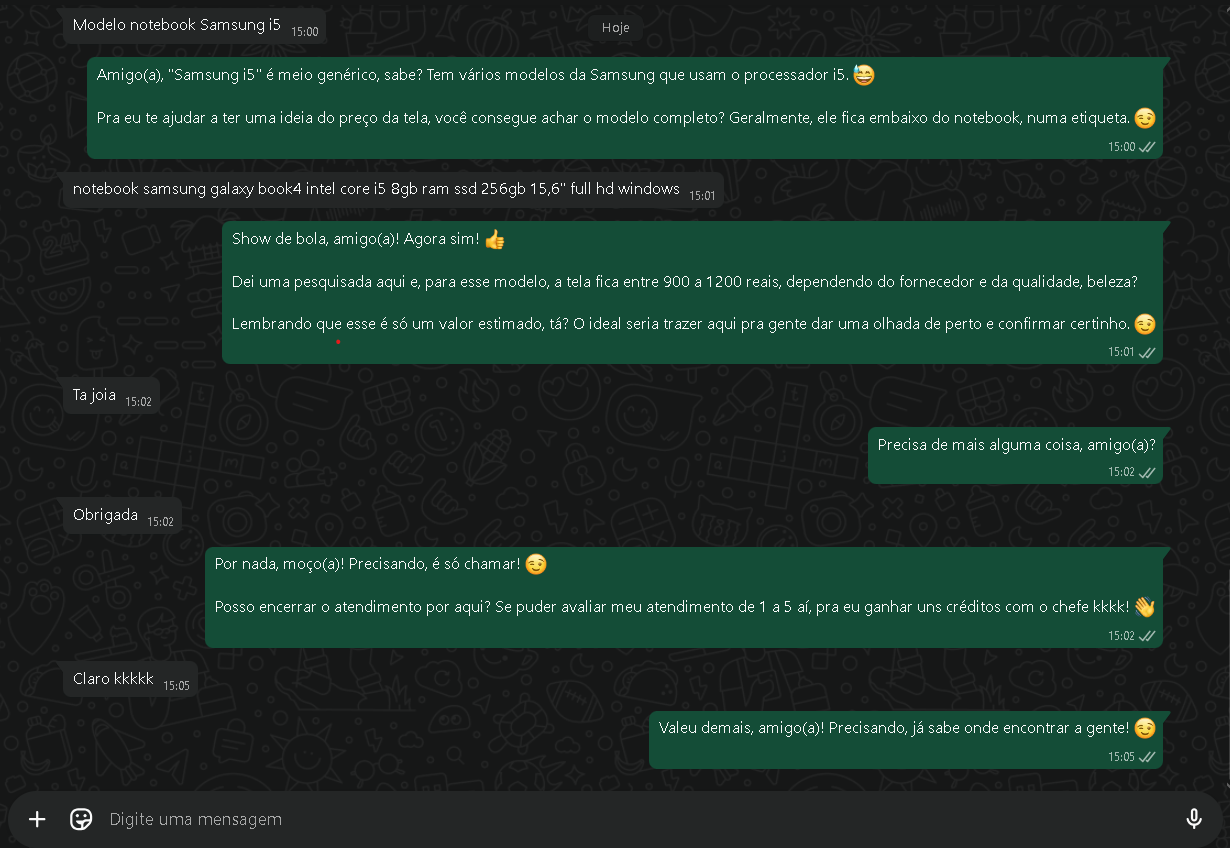 Modelo notebook Samsung i5 15:00
Hoje
Amigo(a), "Samsung i5" é meio genérico, sabe? Tem vários modelos da Samsung que usam o processador i5. 😅
Pra eu te ajudar a ter uma ideia do preço da tela, você consegue achar o modelo completo? Geralmente, ele fica embaixo do notebook, numa etiqueta. 😉
15:00
notebook samsung galaxy book4 intel core i5 8gb ram ssd 256gb 15,6" full hd windows 15:01
Show de bola, amigo(a)! Agora sim! 👍
Dei uma pesquisada aqui e, para esse modelo, a tela fica entre 900 a 1200 reais, dependendo do fornecedor e da qualidade, beleza?
Lembrando que esse é só um valor estimado, tá? O ideal seria trazer aqui pra gente dar uma olhada de perto e confirmar certinho. 😉
15:01
Ta joia 15:02
Precisa de mais alguma coisa, amigo(a)?
15:02
Obrigada 15:02
Por nada, moço(a)! Precisando, é só chamar! 😉
Posso encerrar o atendimento por aqui? Se puder avaliar meu atendimento de 1 a 5 aí, pra eu ganhar uns créditos com o chefe kkkk! 👋
15:02
Claro kkkkk 15:05
Valeu demais, amigo(a)! Precisando, já sabe onde encontrar a gente! 😉
15:05
Digite uma mensagem